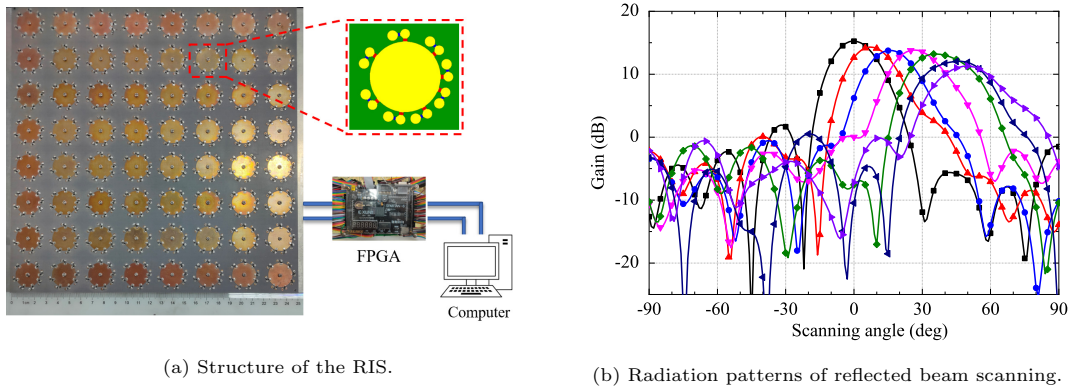 FPGA
Computer
(a) Structure of the RIS.
20
10
0
-10
-20
Gain (dB)
-90
-60
-30
0
30
60
90
Scanning angle (deg)
(b) Radiation patterns of reflected beam scanning.